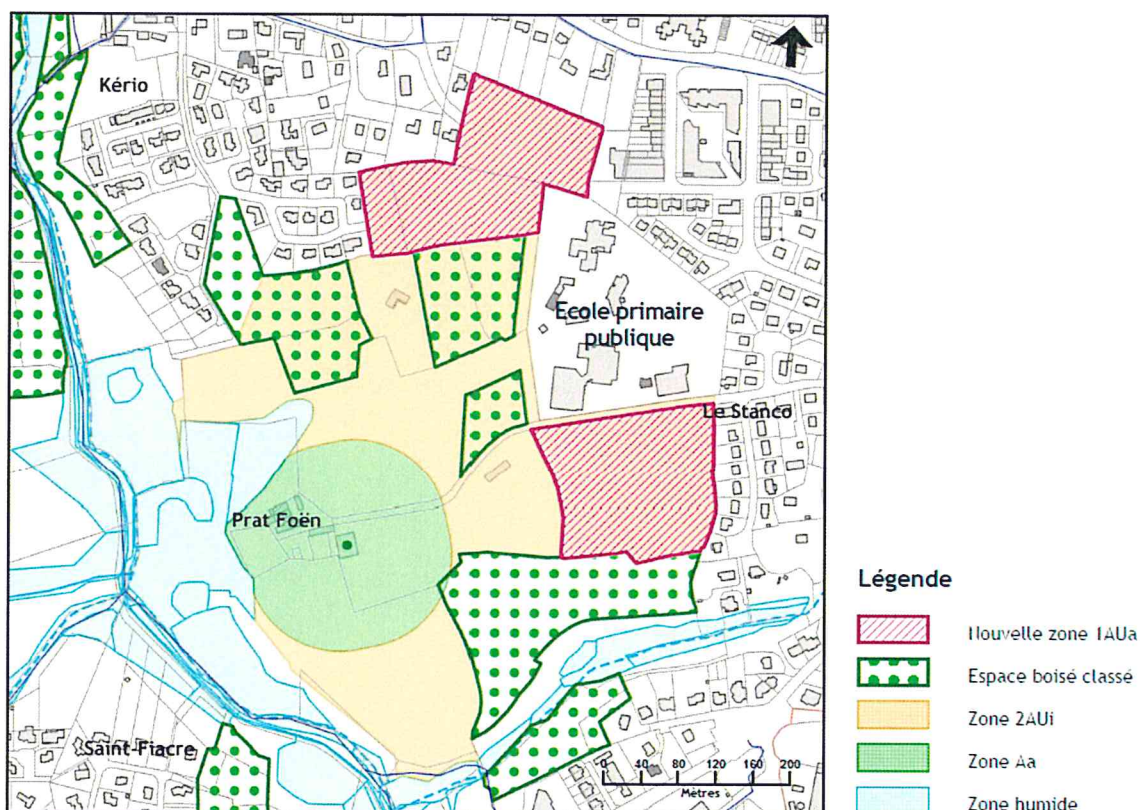 Kério
Ecole primaire
publique
Le Stanco
Prat Foën
Saint-Fiacre
0 40 80 120 160 200
Mètres
Légende
Nouvelle zone 1AUa
Espace boisé classé
Zone 2AUi
Zone Aa
Zone humide